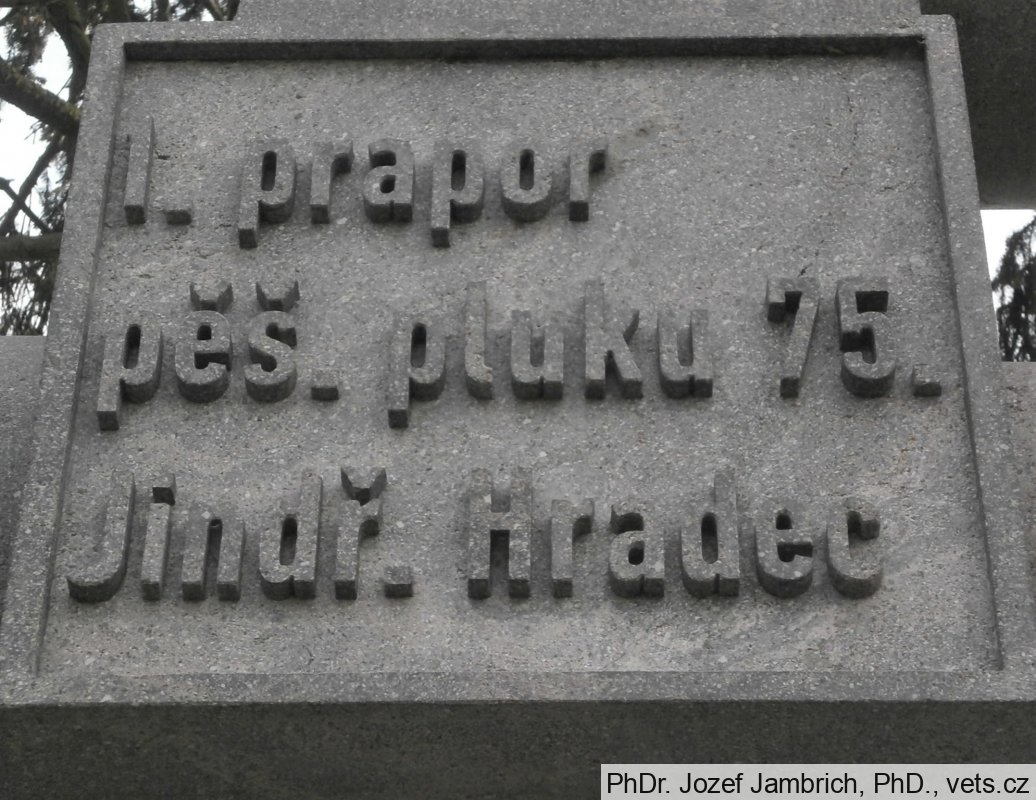 I. prapor
pěš. pluku 75.
Jindř. Hradec
PhDr. Jozef Jambrich, PhD., vets.cz